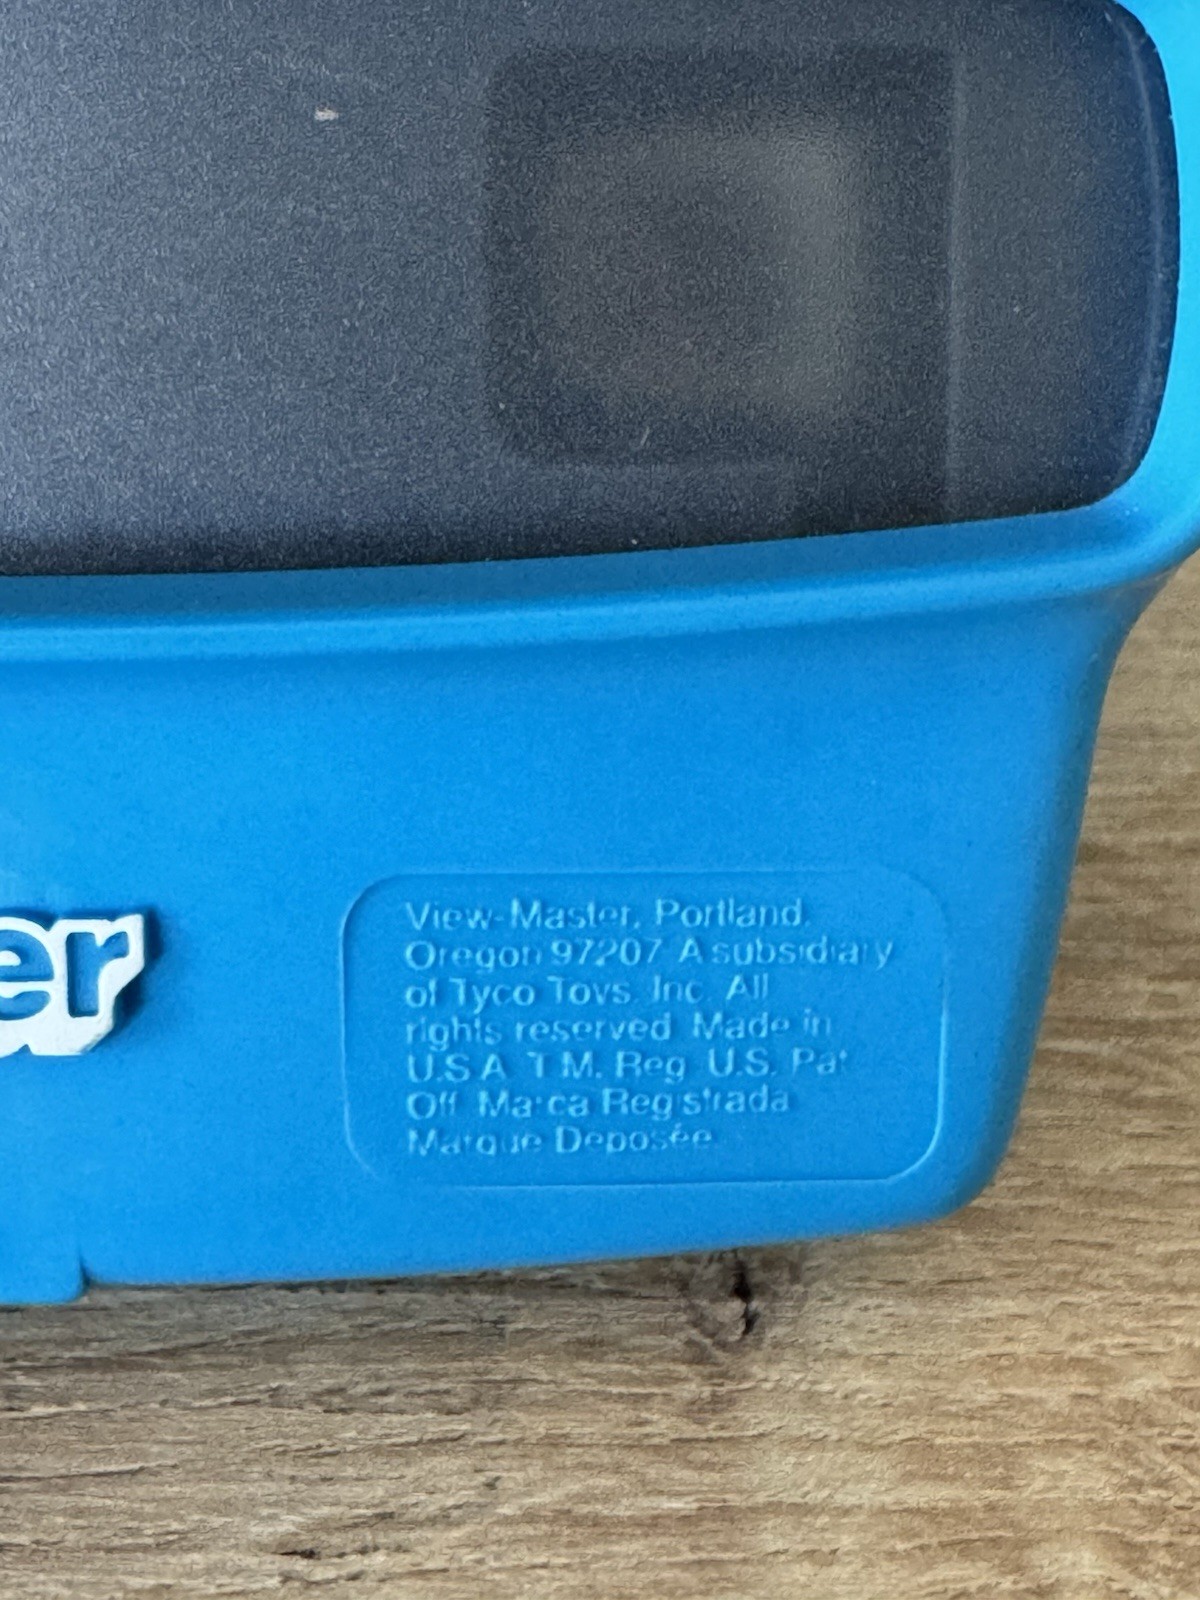 er
View-Master, Portland,
Oregon 97207 A subsidiary
of Tyco Toys, Inc. All
rights reserved. Made in
U.S.A. T.M. Reg. U.S. Pat.
Off. Marca Registrada
Marque Deposée